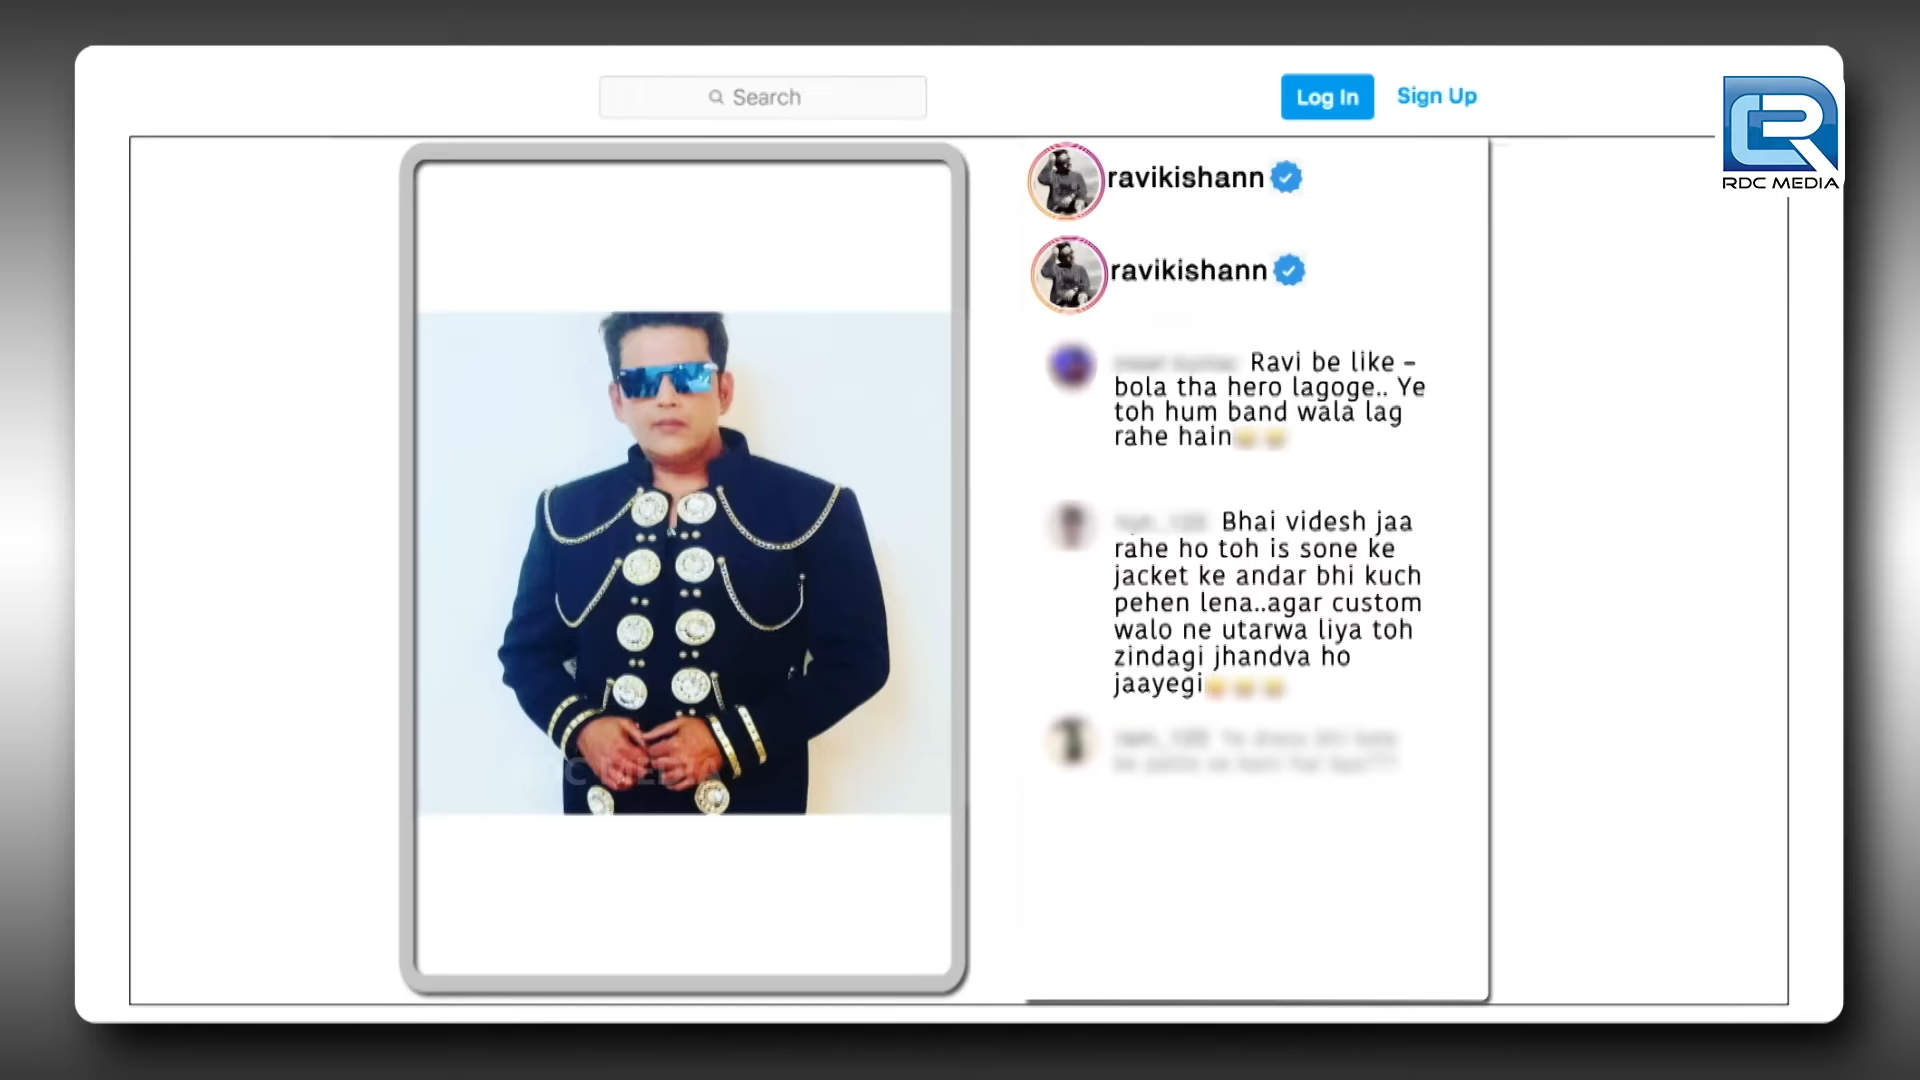 Search
Log In
Sign Up
RDC MEDIA
ravikishann
ravikishann
Ravi be like –
bola tha hero lagoge.. Ye
toh hum band wala lag
rahe hain
Bhai videsh jaa
rahe ho toh is sone ke
jacket ke andar bhi kuch
pehen lena..agar custom
walo ne utarwa liya toh
zindagi jhandva ho
jaayegi
C MEDIA